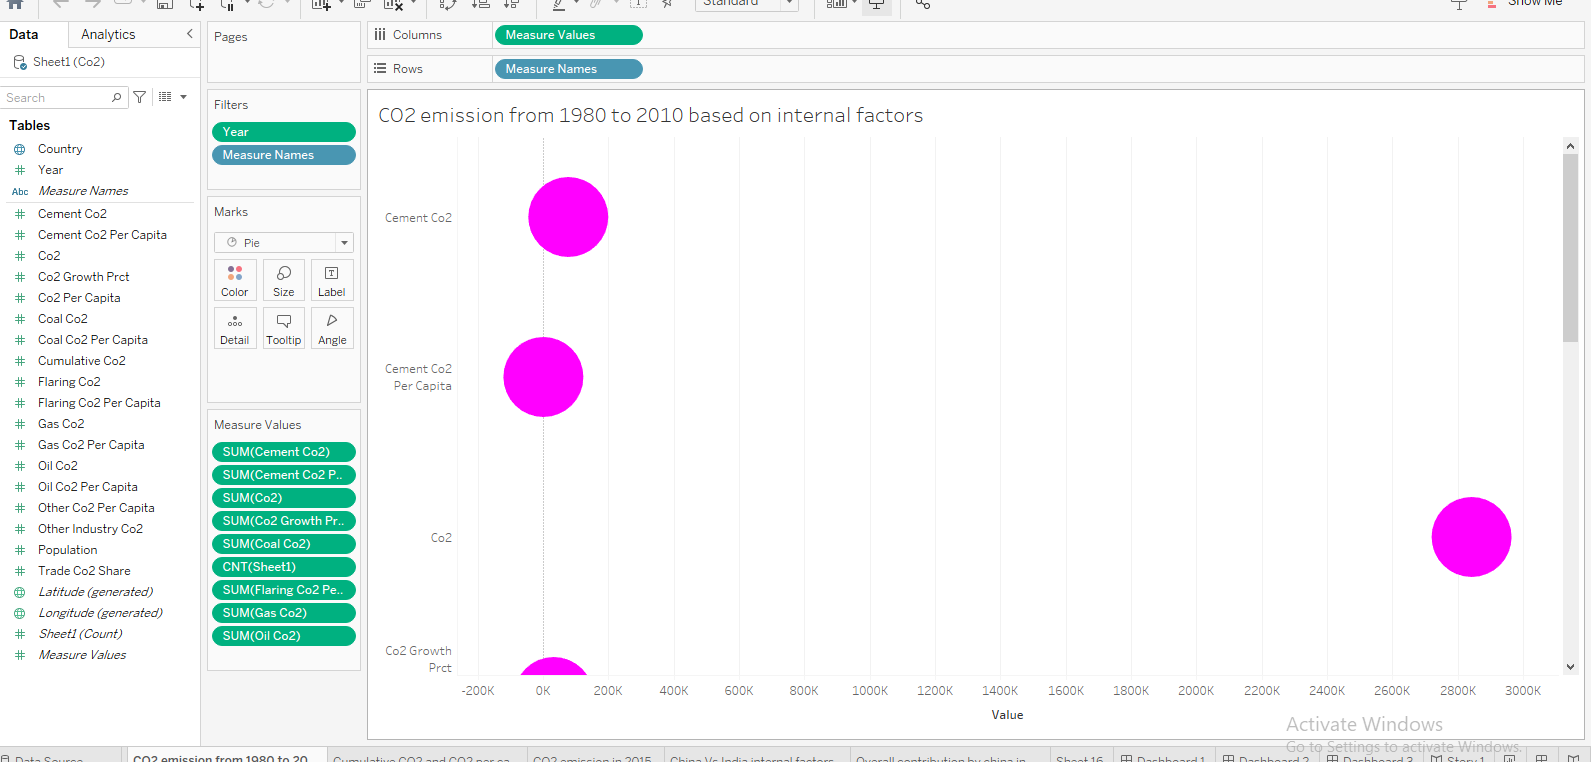 Standard
Show Me
Data
Analytics
Pages
Columns
Measure Values
Sheet1 (Co2)
Rows
Measure Names
Search
Filters
Year
Measure Names
CO2 emission from 1980 to 2010 based on internal factors
Tables
Country
Year
Abc
Measure Names
Cement Co2
Cement Co2 Per Capita
Co2
Co2 Growth Prct
Co2 Per Capita
Coal Co2
Coal Co2 Per Capita
Cumulative Co2
Flaring Co2
Flaring Co2 Per Capita
Gas Co2
Gas Co2 Per Capita
Oil Co2
Oil Co2 Per Capita
Other Co2 Per Capita
Other Industry Co2
Population
Trade Co2 Share
Latitude (generated)
Longitude (generated)
Sheet1 (Count)
Measure Values
Marks
Pie
Color
Size
Label
Detail
Tooltip
Angle
Measure Values
SUM(Cement Co2)
SUM(Cement Co2 P..
SUM(Co2)
SUM(Co2 Growth Pr..
SUM(Coal Co2)
CNT(Sheet1)
SUM(Flaring Co2 Pe..
SUM(Gas Co2)
SUM(Oil Co2)
Cement Co2
Cement Co2
Per Capita
Co2
Co2 Growth
Prct
-200K 0K 200K 400K 600K 800K 1000K 1200K 1400K 1600K 1800K 2000K 2200K 2400K 2600K 2800K 3000K
Value
Activate Windows
Go to Settings to activate Windows.
Data Source
CO2 emission from 1980 to 20..
Cumulative CO2 and CO2 per ca..
CO2 emission in 2015
China Vs India internal factors
Overall contribution by china in..
Sheet 16
Dashboard 1
Dashboard 2
Dashboard 3
Story 1